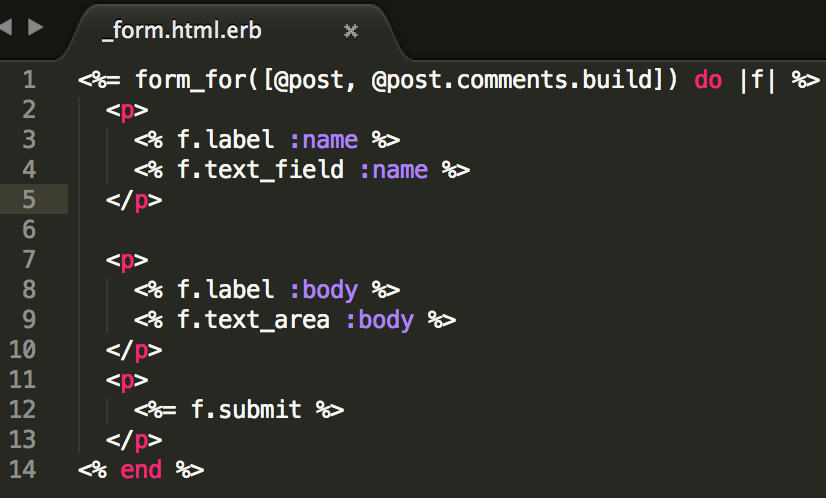 _form.html.erb
1 <%= form_for([@post, @post.comments.build]) do |f| %>
2 <p>
3 <% f.label :name %>
4 <% f.text_field :name %>
5 </p>
6
7 <p>
8 <% f.label :body %>
9 <% f.text_area :body %>
10 </p>
11 <p>
12 <%= f.submit %>
13 </p>
14 <% end %>